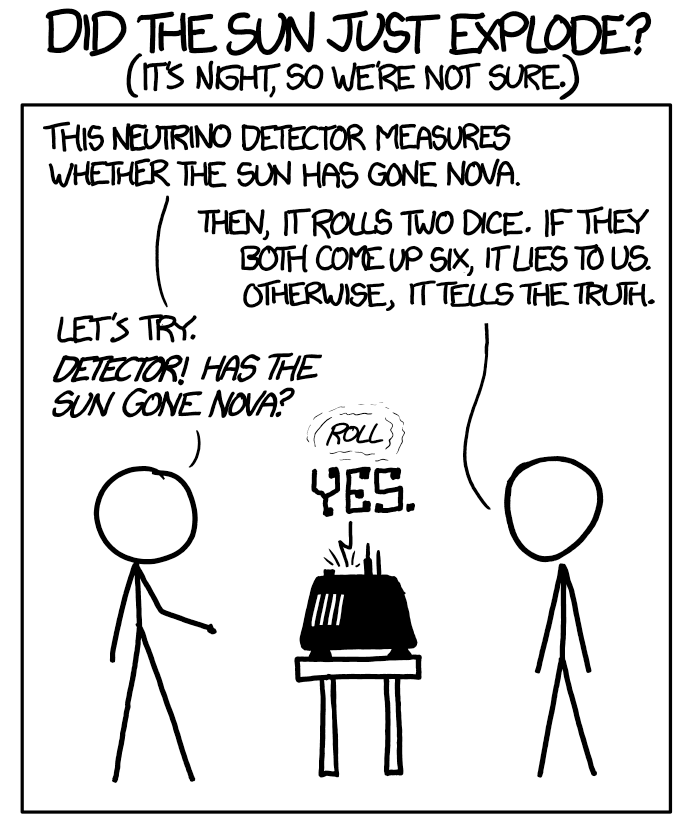 DID THE SUN JUST EXPLODE?
(IT'S NIGHT, SO WE'RE NOT SURE.)
THIS NEUTRINO DETECTOR MEASURES
WHETHER THE SUN HAS GONE NOVA.
THEN, IT ROLLS TWO DICE. IF THEY
BOTH COME UP SIX, IT LIES TO US.
OTHERWISE, IT TELLS THE TRUTH.
LET'S TRY.
DETECTOR! HAS THE
SUN GONE NOVA?
ROLL
YES.